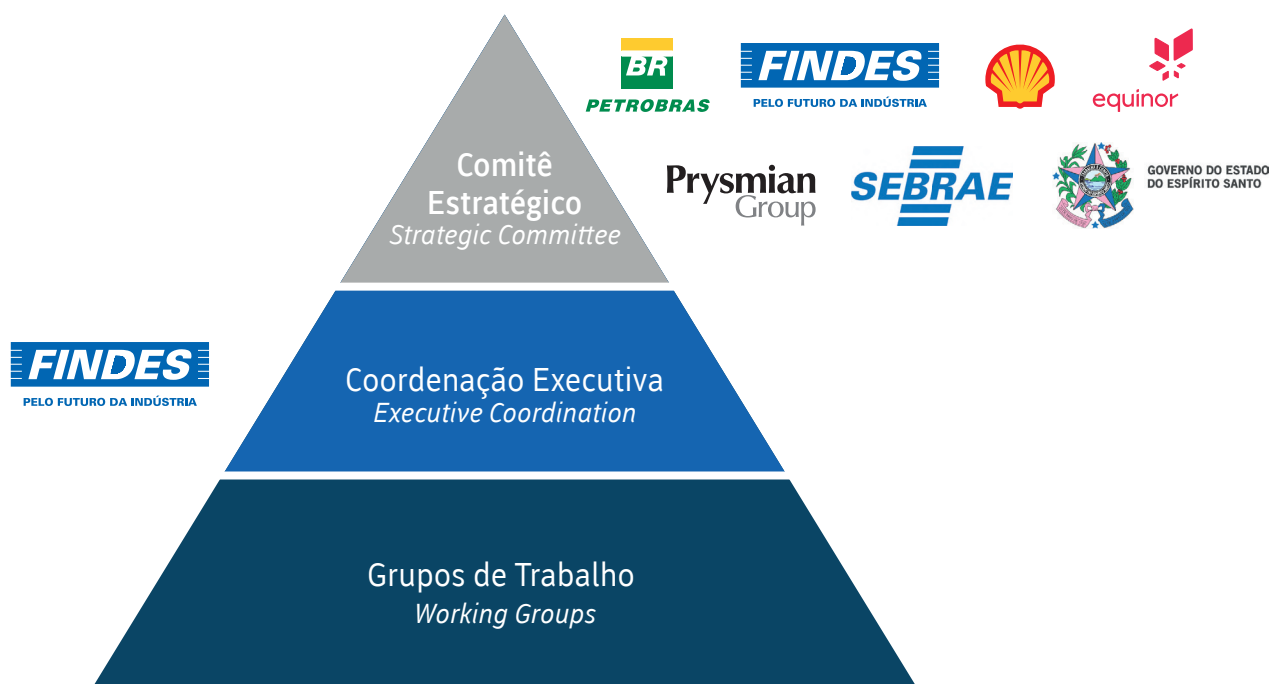 BR
PETROBRAS
FINDES
PELO FUTURO DA INDÚSTRIA
equinor
Prysmian
Group
SEBRAE
GOVERNO DO ESTADO
DO ESPÍRITO SANTO
Comitê
Estratégico
Strategic Committee
FINDES
PELO FUTURO DA INDÚSTRIA
Coordenação Executiva
Executive Coordination
Grupos de Trabalho
Working Groups